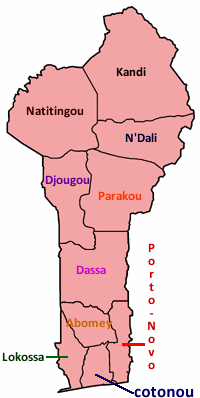 Kandi
Natitingou
N'Dali
Djougou
Parakou
Dassa
Porto-Novo
Abomey
Lokossa
cotonou